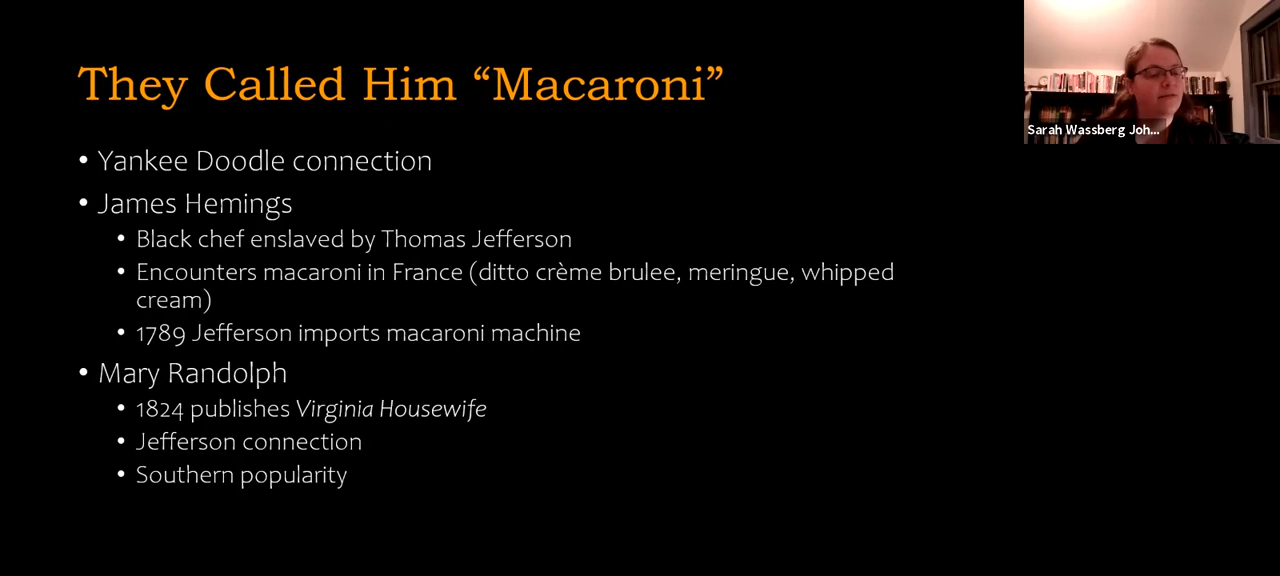 They Called Him “Macaroni”
• Yankee Doodle connection
• James Hemings
• Black chef enslaved by Thomas Jefferson
• Encounters macaroni in France (ditto crème brulee, meringue, whipped
cream)
• 1789 Jefferson imports macaroni machine
• Mary Randolph
• 1824 publishes Virginia Housewife
• Jefferson connection
• Southern popularity
Sarah Wassberg Joh...